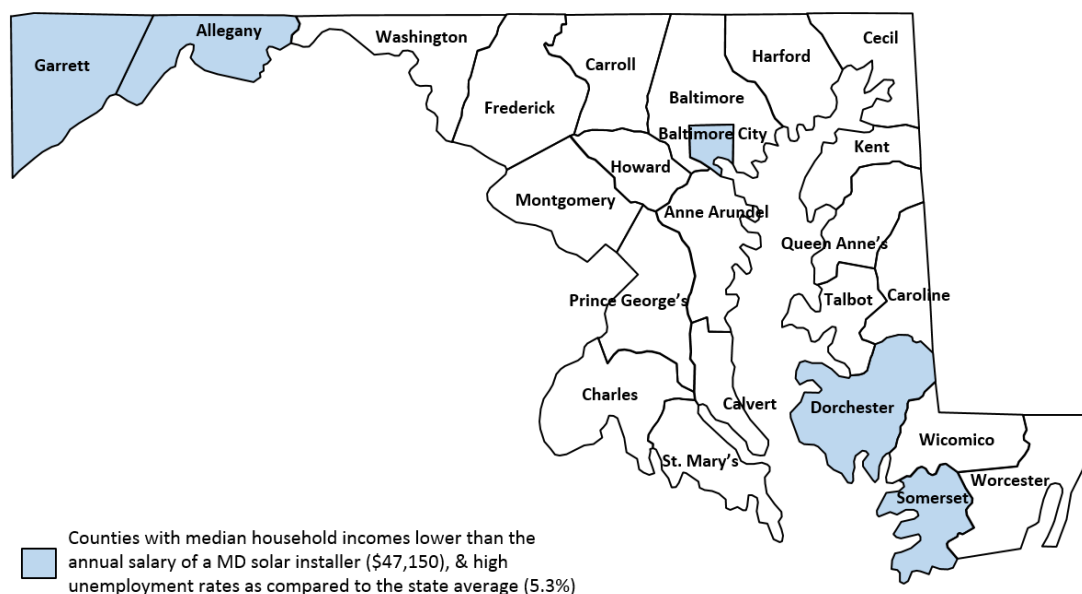 Garrett
Allegany
Washington
Frederick
Carroll
Baltimore
Harford
Cecil
Baltimore City
Howard
Kent
Montgomery
Anne Arundel
Queen Anne's
Prince George's
Talbot
Caroline
Charles
Calvert
Dorchester
St. Mary's
Wicomico
Somerset
Worcester
Counties with median household incomes lower than the
annual salary of a MD solar installer ($47,150), & high
unemployment rates as compared to the state average (5.3%)